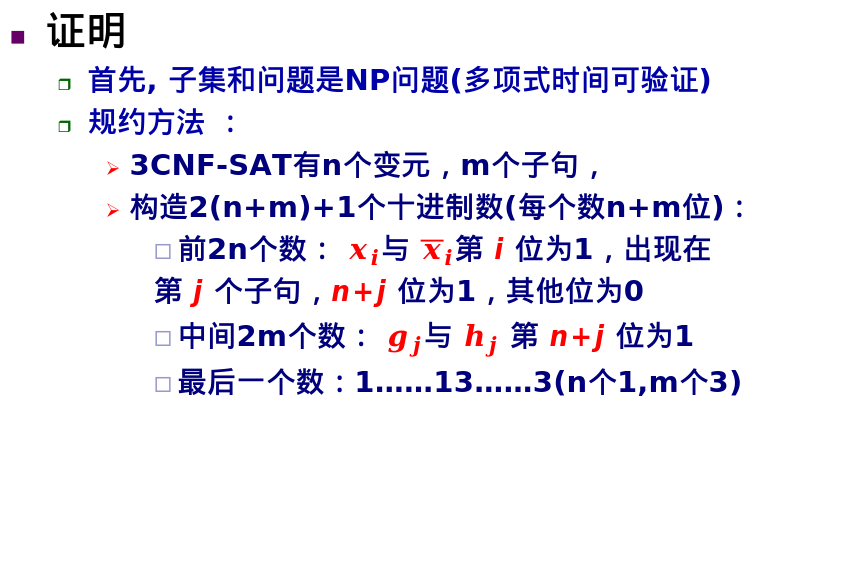 证明
首先, 子集和问题是NP问题(多项式时间可验证)
规约方法 ：
3CNF-SAT有n个变元，m个子句，
构造2(n+m)+1个十进制数(每个数n+m位)：
前2n个数： xᵢ与 x̅ᵢ第 i 位为1，出现在
第 j 个子句，n+j 位为1，其他位为0
中间2m个数： gⱼ与 hⱼ 第 n+j 位为1
最后一个数：1……13……3(n个1,m个3)